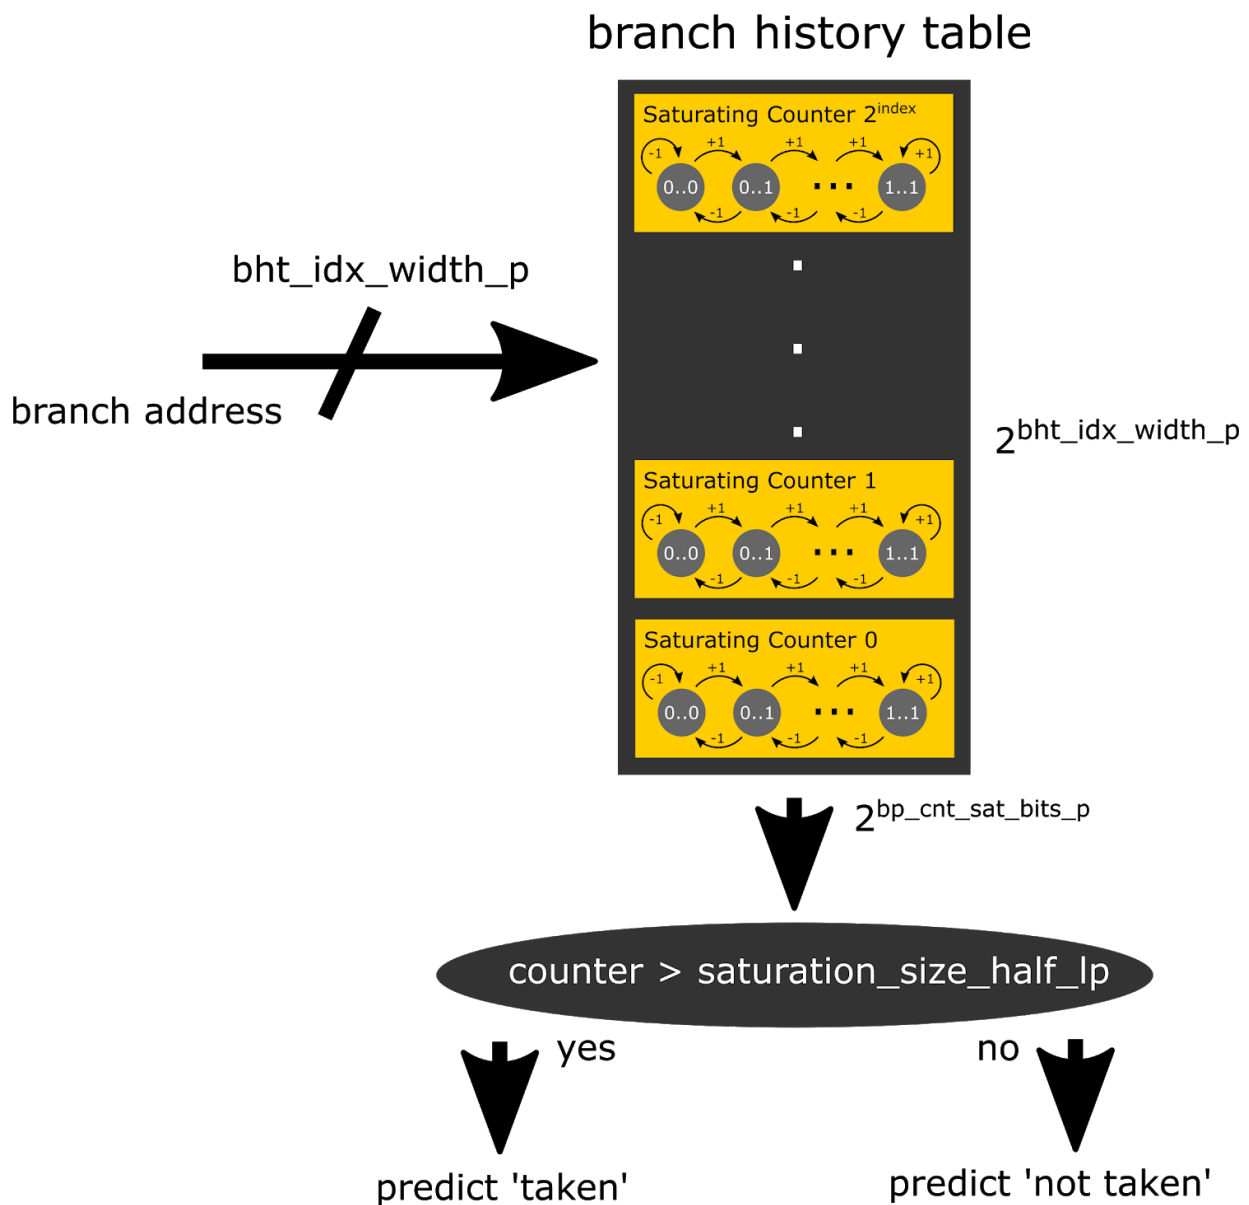 branch history table
Saturating Counter 2^index
-1 +1 +1 +1 +1
0..0 0..1 ... 1..1
-1 -1 -1
bht_idx_width_p
branch address
2^bht_idx_width_p
Saturating Counter 1
-1 +1 +1 +1 +1
0..0 0..1 ... 1..1
-1 -1 -1
Saturating Counter 0
-1 +1 +1 +1 +1
0..0 0..1 ... 1..1
-1 -1 -1
2^bp_cnt_sat_bits_p
counter > saturation_size_half_lp
yes no
predict 'taken' predict 'not taken'